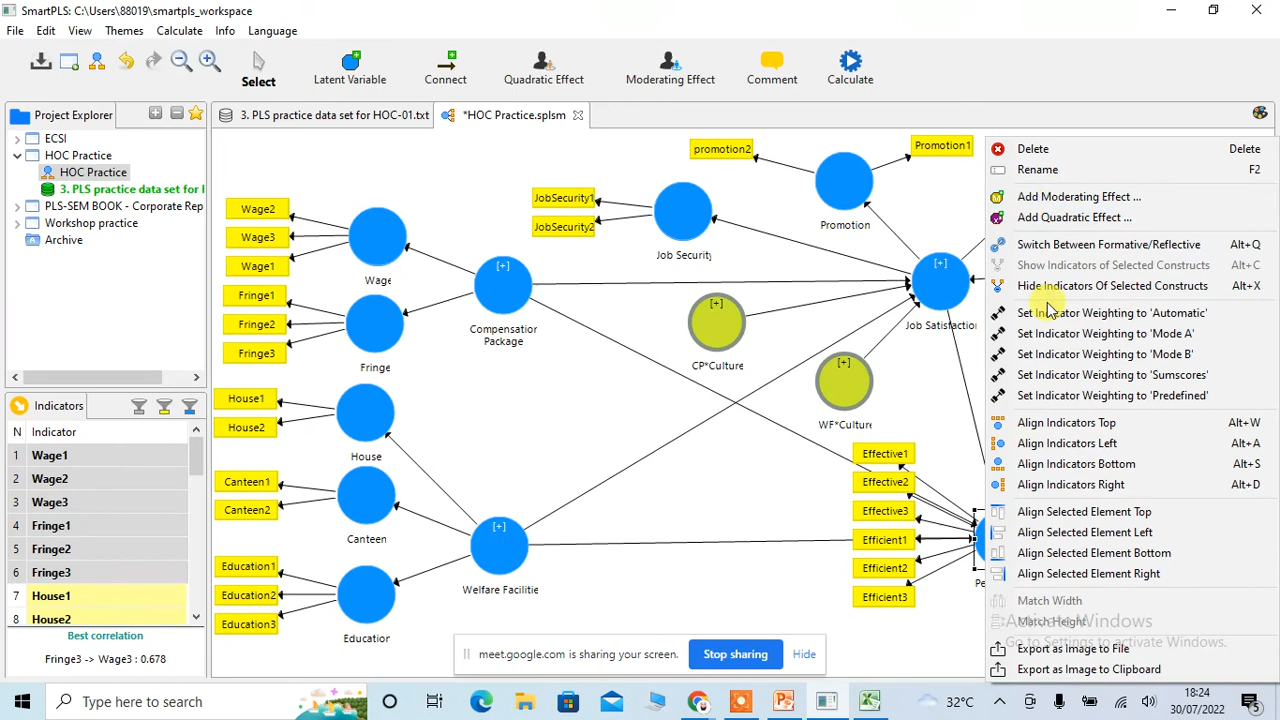 SmartPLS: C:\Users\88019\smartpls_workspace
File Edit View Themes Calculate Info Language
Select
Latent Variable
Connect
Quadratic Effect
Moderating Effect
Comment
Calculate
Project Explorer
3. PLS practice data set for HOC-01.txt
*HOC Practice.splsm
ECSI
HOC Practice
HOC Practice
3. PLS practice data set for
PLS-SEM BOOK - Corporate Rep
Workshop practice
Archive
Indicators
N Indicator
1 Wage1
2 Wage2
3 Wage3
4 Fringe1
5 Fringe2
6 Fringe3
7 House1
8 House2
Best correlation
Fringe3 -> Wage3 : 0.678
promotion2
Promotion1
Promotion
JobSecurity1
JobSecurity2
Job Security
Wage2
Wage3
Wage1
Wage
Fringe1
Fringe2
Fringe3
Fringe
[+]
Compensation
Package
[+]
CP*Culture
[+]
Job Satisfaction
[+]
WF*Culture
House1
House2
House
Canteen1
Canteen2
Canteen
Education1
Education2
Education3
Education
[+]
Welfare Facilities
Effective1
Effective2
Effective3
Efficient1
Efficient2
Efficient3
Pe
Delete Delete
Rename F2
Add Moderating Effect ...
Add Quadratic Effect ...
Switch Between Formative/Reflective Alt+Q
Show Indicators of Selected Constructs Alt+C
Hide Indicators Of Selected Constructs Alt+X
Set Indicator Weighting to 'Automatic'
Set Indicator Weighting to 'Mode A'
Set Indicator Weighting to 'Mode B'
Set Indicator Weighting to 'Sumscores'
Set Indicator Weighting to 'Predefined'
Align Indicators Top Alt+W
Align Indicators Left Alt+A
Align Indicators Bottom Alt+S
Align Indicators Right Alt+D
Align Selected Element Top
Align Selected Element Left
Align Selected Element Bottom
Align Selected Element Right
Match Width
Match Height
Activate Windows
Go to Settings to activate Windows.
Export as Image to File
Export as Image to Clipboard
meet.google.com is sharing your screen.
Stop sharing
Hide
Type here to search
32°C
18:24
30/07/2022
5